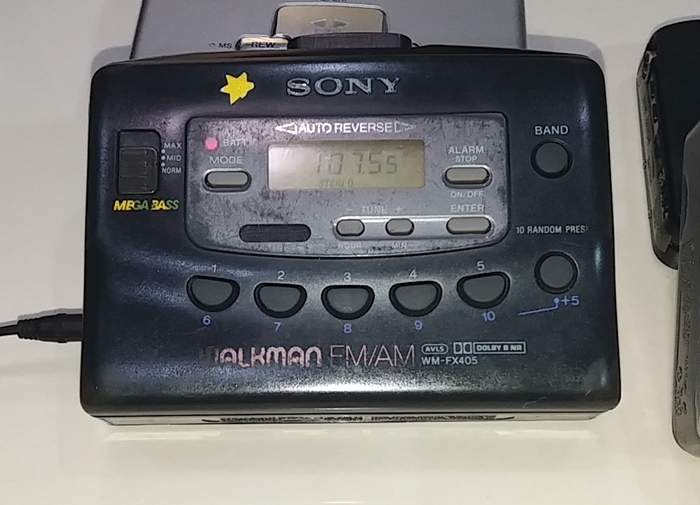 MS
REW
SONY
AUTO REVERSE
BATT
MODE
MAX
MID
NORM
MEGA BASS
107.55
ALARM
STOP
ON/OFF
BAND
− TUNE +
ENTER
HOUR
MIN
10 RANDOM PRES
1
2
3
4
5
6
7
8
9
10
+5
WALKMAN FM/AM
AVLS
DOLBY B NR
WM-FX405